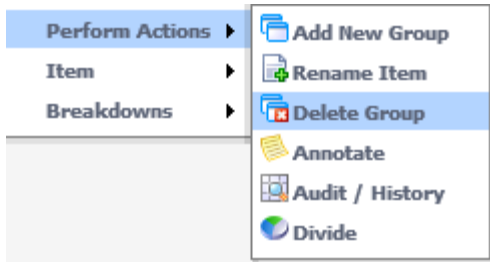 Perform Actions
Item
Breakdowns
Add New Group
Rename Item
Delete Group
Annotate
Audit / History
Divide